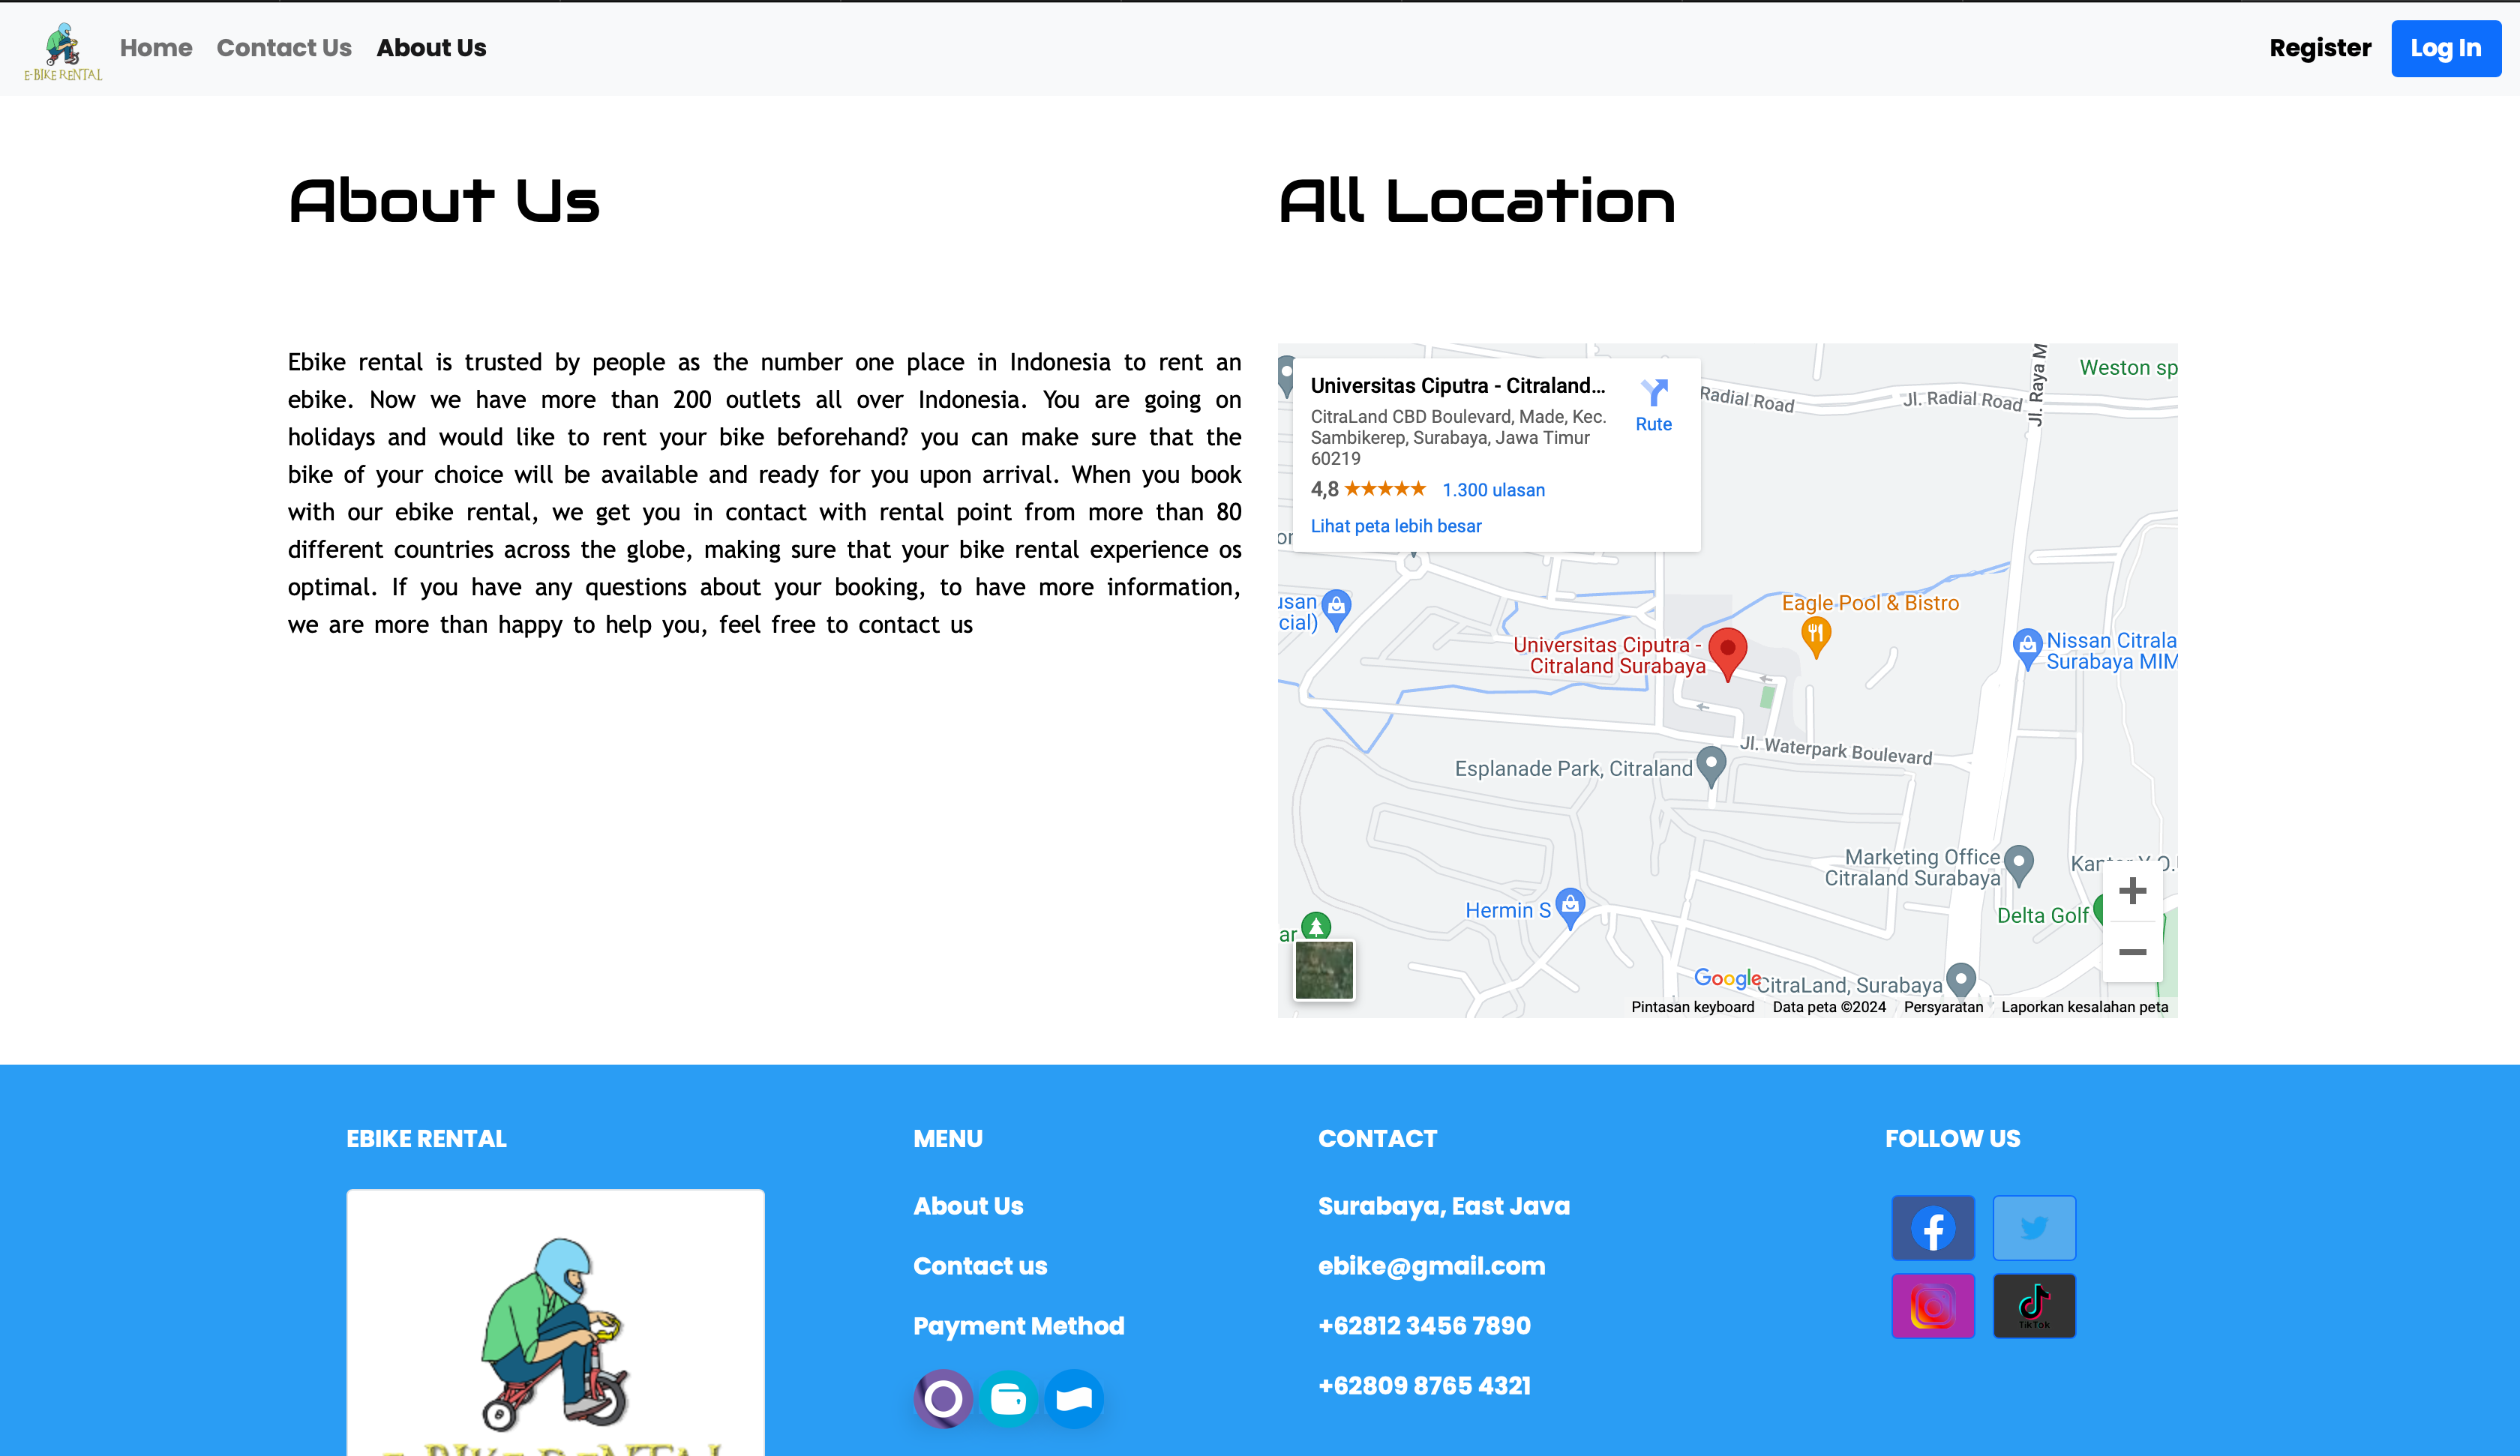 E-BIKE RENTAL
Home Contact Us About Us
Register Log In
About Us
All Location
Ebike rental is trusted by people as the number one place in Indonesia to rent an
ebike. Now we have more than 200 outlets all over Indonesia. You are going on
holidays and would like to rent your bike beforehand? you can make sure that the
bike of your choice will be available and ready for you upon arrival. When you book
with our ebike rental, we get you in contact with rental point from more than 80
different countries across the globe, making sure that your bike rental experience os
optimal. If you have any questions about your booking, to have more information,
we are more than happy to help you, feel free to contact us
Universitas Ciputra - Citraland...
CitraLand CBD Boulevard, Made, Kec.
Sambikerep, Surabaya, Jawa Timur
60219
4,8 ★★★★★ 1.300 ulasan
Lihat peta lebih besar
Rute
Radial Road
Jl. Radial Road
Jl. Raya M
Weston sp
Eagle Pool & Bistro
Universitas Ciputra -
Citraland Surabaya
Nissan Citrala
Surabaya MIM
usan
cial)
Jl. Waterpark Boulevard
Esplanade Park, Citraland
Marketing Office
Citraland Surabaya
Hermin S
Delta Golf
ar
Google
CitraLand, Surabaya
Pintasan keyboard Data peta ©2024 Persyaratan Laporkan kesalahan peta
EBIKE RENTAL
E-BIKE RENTAL
MENU
About Us
Contact us
Payment Method
CONTACT
Surabaya, East Java
ebike@gmail.com
+62812 3456 7890
+62809 8765 4321
FOLLOW US
TikTok